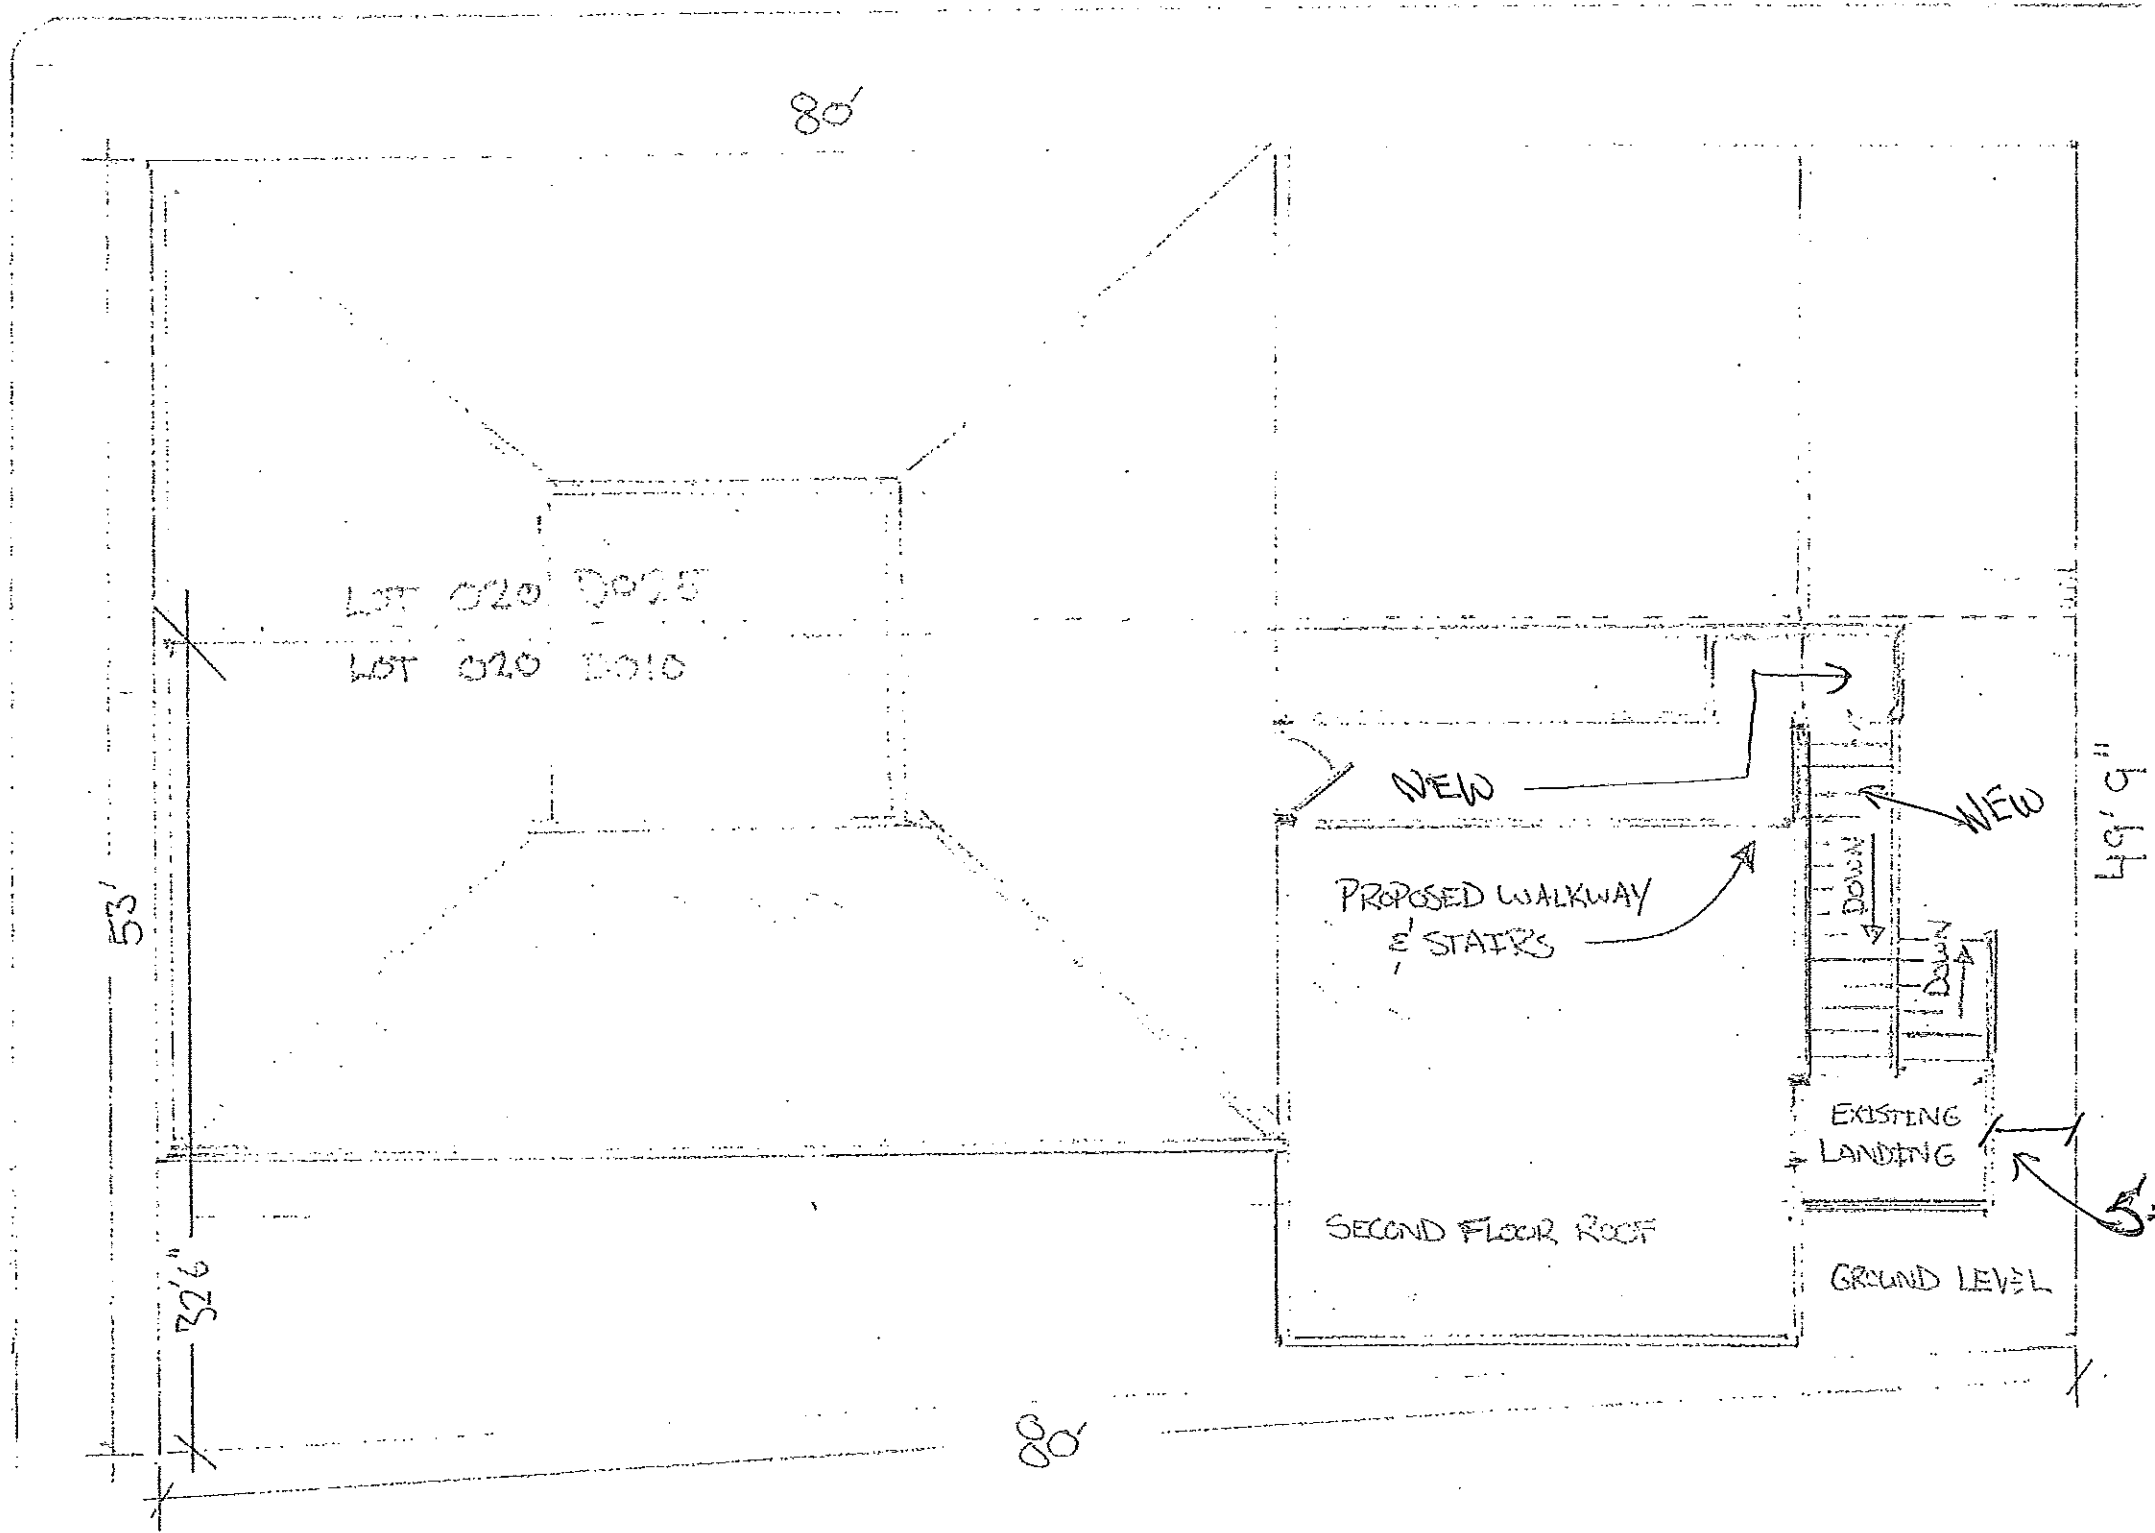 80'
LOT 020 D025
LOT 020 D010
NEW
NEW
49' 9"
DOWN
PROPOSED WALKWAY
& STAIRS
DOWN
53'
EXISTING
LANDING
5'
SECOND FLOOR ROOF
GROUND LEVEL
32'6"
80'